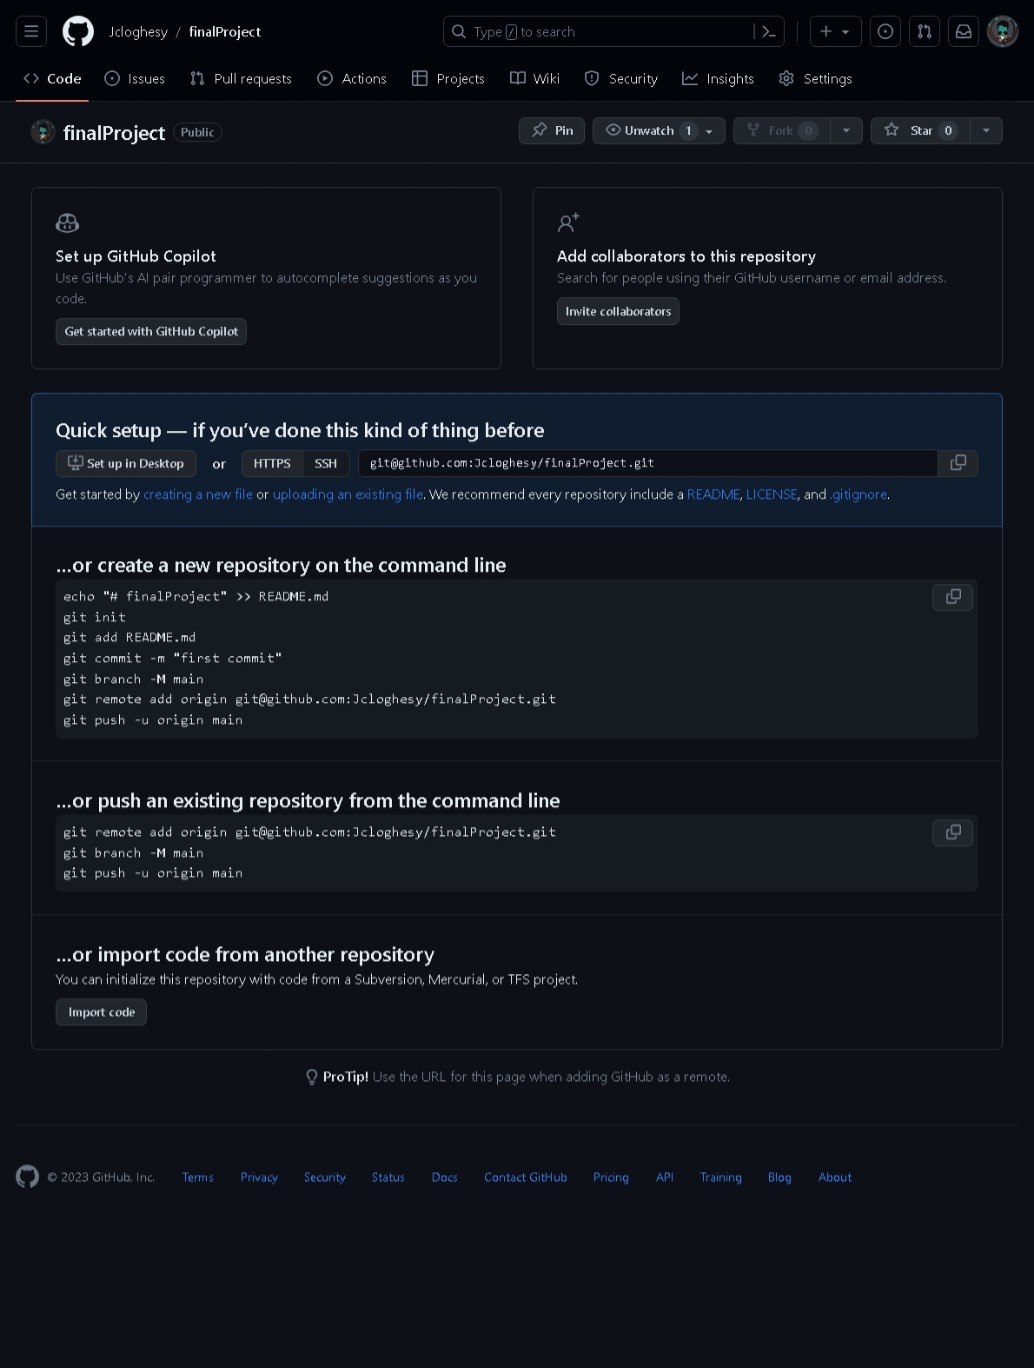 Jcloghesy / finalProject
Type / to search
Code
Issues
Pull requests
Actions
Projects
Wiki
Security
Insights
Settings
finalProject Public
Pin
Unwatch 1
Fork 0
Star 0
Set up GitHub Copilot
Use GitHub's AI pair programmer to autocomplete suggestions as you
code.
Get started with GitHub Copilot
Add collaborators to this repository
Search for people using their GitHub username or email address.
Invite collaborators
Quick setup — if you’ve done this kind of thing before
Set up in Desktop or HTTPS SSH git@github.com:Jcloghesy/finalProject.git
Get started by creating a new file or uploading an existing file. We recommend every repository include a README, LICENSE, and .gitignore.
…or create a new repository on the command line
echo "# finalProject" >> README.md
git init
git add README.md
git commit -m "first commit"
git branch -M main
git remote add origin git@github.com:Jcloghesy/finalProject.git
git push -u origin main
…or push an existing repository from the command line
git remote add origin git@github.com:Jcloghesy/finalProject.git
git branch -M main
git push -u origin main
…or import code from another repository
You can initialize this repository with code from a Subversion, Mercurial, or TFS project.
Import code
ProTip! Use the URL for this page when adding GitHub as a remote.
© 2023 GitHub, Inc. Terms Privacy Security Status Docs Contact GitHub Pricing API Training Blog About